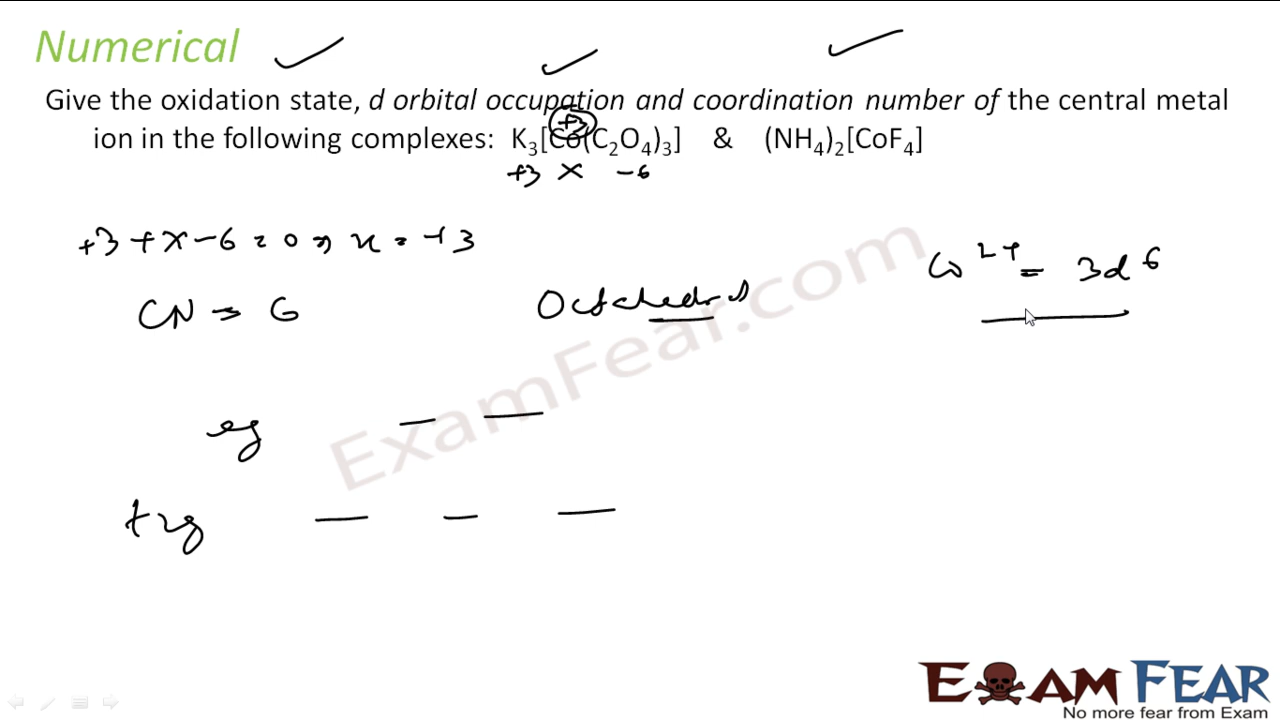 Numerical
Give the oxidation state, d orbital occupation and coordination number of the central metal
ion in the following complexes: K₃[Co(C₂O₄)₃] & (NH₄)₂[CoF₄]
+3
+3 x -6
+3 + x - 6 = 0 ⇒ x = +3
CN → 6
Octahedral
Co²⁺ = 3d⁶
eg
t2g
ExamFear.com
EXAM FEAR
No more fear from Exam